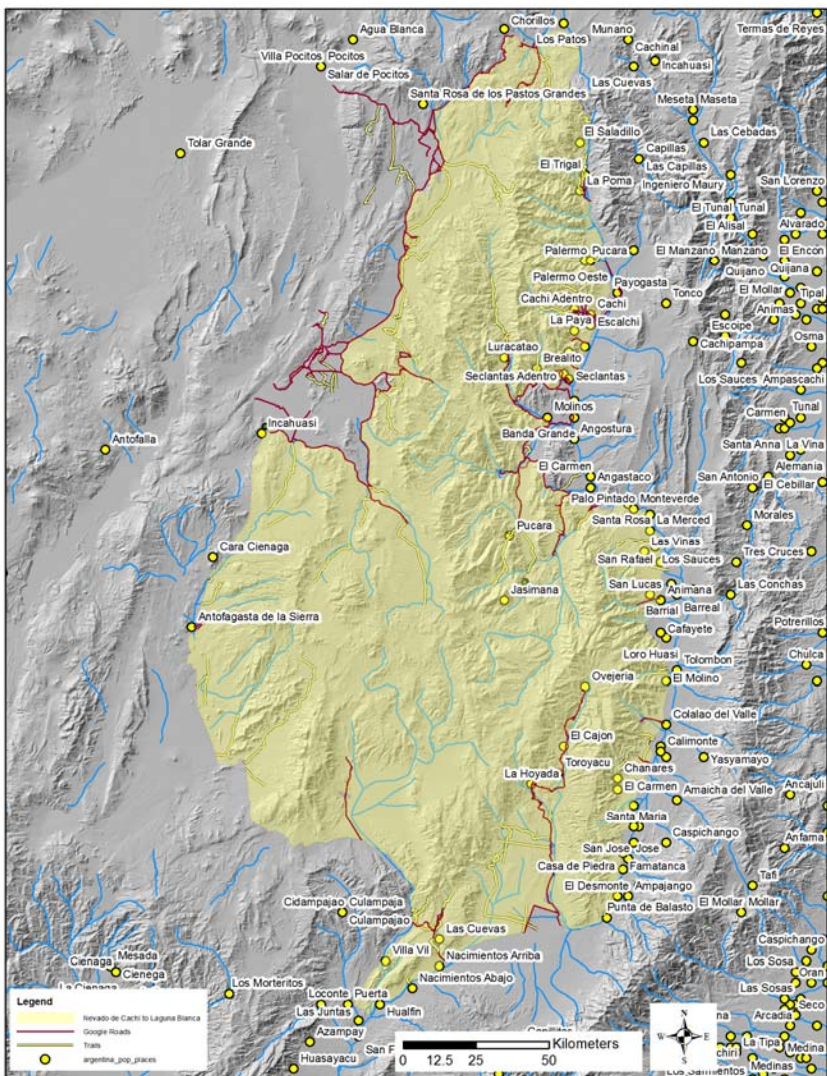 Chorillos
Munano
Termas de Reyes
Agua Blanca
Los Patos
Cachinal
Villa Pocitos Pocitos
Incahuasi
Salar de Pocitos
Las Cuevas
Santa Rosa de los Pastos Grandes
Meseta Maseta
El Saladillo
Las Cebadas
Tolar Grande
Capillas
El Trigal
Las Capillas
La Poma
Ingeniero Maury
San Lorenzo
El Tunal Tunal
El Alisal
Alvarado
Palermo Pucara
El Manzano Manzano
El Encon
Palermo Oeste
Payogasta
Quijano
Quijana
Cachi Adentro
Cachi
Tonco
El Mollar
Tipal
La Paya
Escalchi
Escoipe
Animas
Luracatao
Brealito
Cachipampa
Osma
Seclantas Adentro
Seclantas
Los Sauces
Ampascachi
Molinos
Carmen
Tunal
Incahuasi
Banda Grande
Angostura
Antofalla
Santa Anna
La Vina
El Carmen
Angastaco
San Antonio
Alemania
El Cebillar
Palo Pintado Monteverde
Santa Rosa
La Merced
Morales
Pucara
Las Vinas
Cara Cienaga
San Rafael
Los Sauces
Tres Cruces
Jasimana
San Lucas
Animana
Las Conchas
Barrial
Barreal
Antofagasta de la Sierra
Cafayete
Potrerillos
Loro Huasi
Tolombon
Chulca
Ovejeria
El Molino
Colalao del Valle
El Cajon
Calimonte
Toroyacu
Yasyamayo
La Hoyada
Chanares
El Carmen
Amaicha del Valle
Ancajuli
Santa Maria
Caspichango
Anfama
San Jose Jose
Casa de Piedra
Famatanca
Tafi
El Desmonte
Ampajango
Cidampajao Culampaja
Culampajao
Punta de Balasto
El Mollar Mollar
Las Cuevas
Caspichango
Mesada
Villa Vil
Nacimientos Arriba
Cienaga
Cienega
Los Sosa
Oran
La Cienaga
Los Morteritos
Nacimientos Abajo
Las Sosas
Loconte
Puerta
Seco
Las Juntas
Hualfin
Arcadia
Azampay
La Tipa
Medina
Huasayacu
Medinas
Los Sarmientos
Legend
Nevado de Cachi to Laguna Blanca
Google Roads
Trails
argentina_pop_places
Kilometers
0 12.5 25 50
N
W E
S